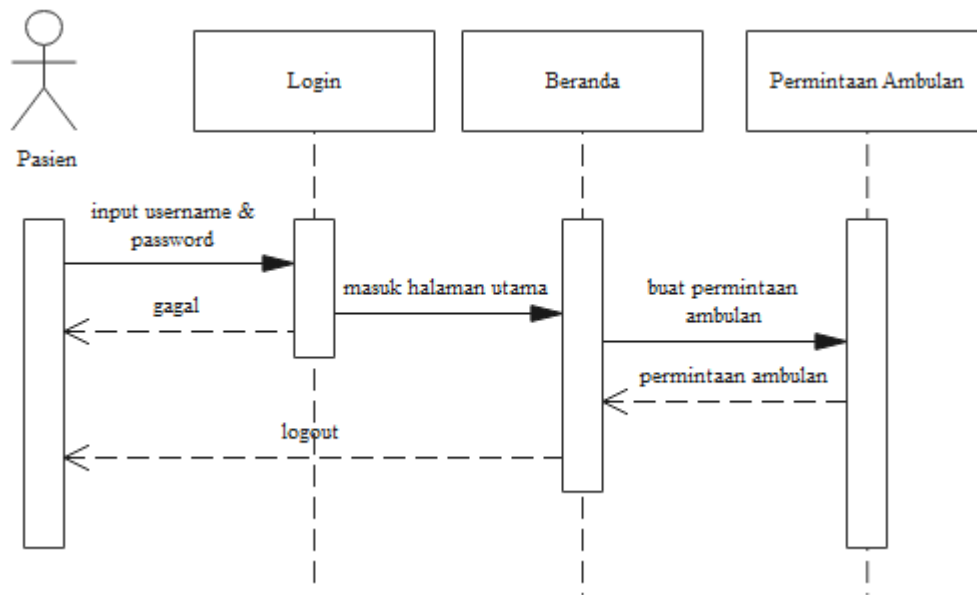 Login
Beranda
Permintaan Ambulan
Pasien
input username &
password
masuk halaman utama
gagal
buat permintaan
ambulan
permintaan ambulan
logout